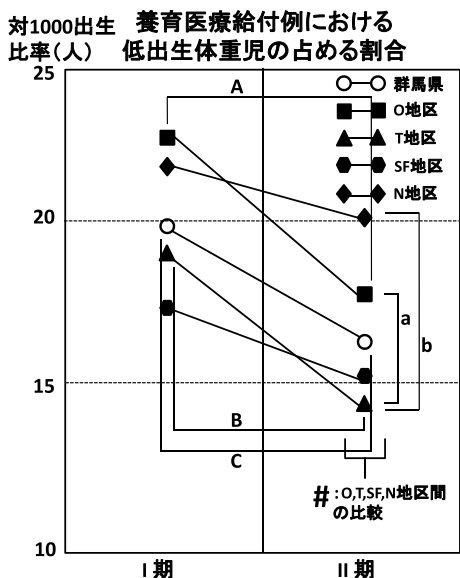 対1000出生
比率(人)
養育医療給付例における
低出生体重児の占める割合
25
20
15
10
A
群馬県
O地区
T地区
SF地区
N地区
a
b
B
C
#:O,T,SF,N地区間
の比較
I 期
II 期